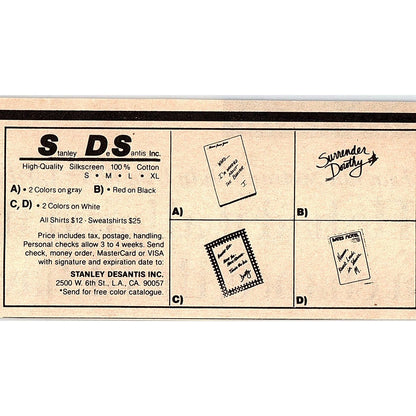 Stanley DeSantis Inc.
High-Quality Silkscreen 100% Cotton
S • M • L • XL
A) • 2 Colors on gray B) • Red on Black
C, D) • 2 Colors on White
All Shirts $12 · Sweatshirts $25
Price includes tax, postage, handling.
Personal checks allow 3 to 4 weeks. Send
check, money order, MasterCard or VISA
with signature and expiration date to:
STANLEY DESANTIS INC.
2500 W. 6th St., L.A., CA. 90057
*Send for free color catalogue.
A)
Surrender
Dorothy
B)
C)
BATES MOTEL
D)